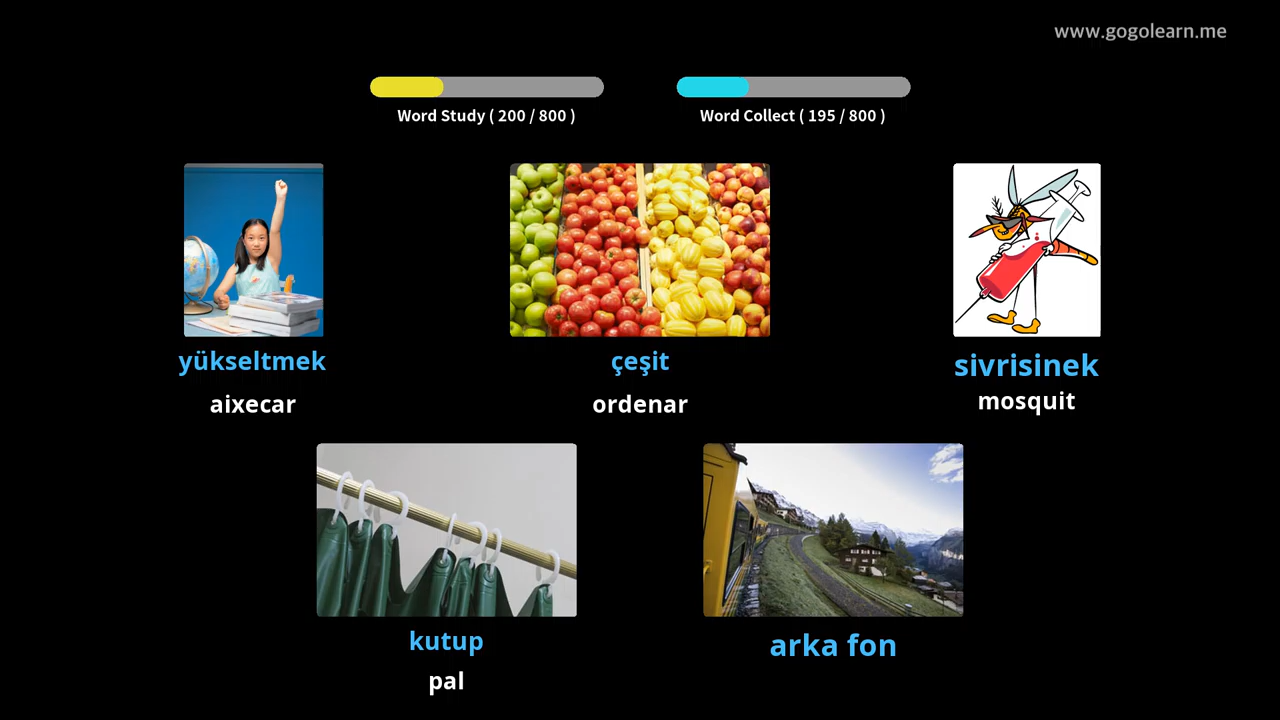 www.gogolearn.me
Word Study ( 200 / 800 )
Word Collect ( 195 / 800 )
yükseltmek
aixecar
çeşit
ordenar
sivrisinek
mosquit
kutup
pal
arka fon